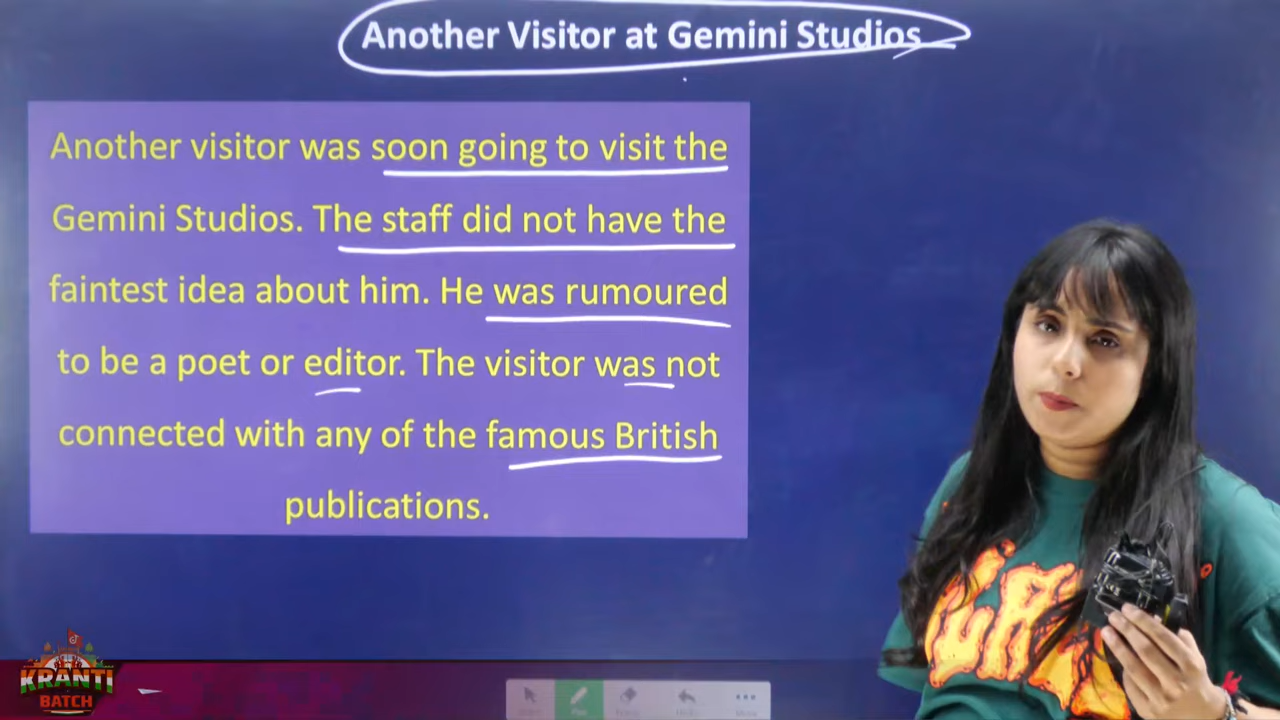 Another Visitor at Gemini Studios
Another visitor was soon going to visit the
Gemini Studios. The staff did not have the
faintest idea about him. He was rumoured
to be a poet or editor. The visitor was not
connected with any of the famous British
publications.
KRANTI
BATCH